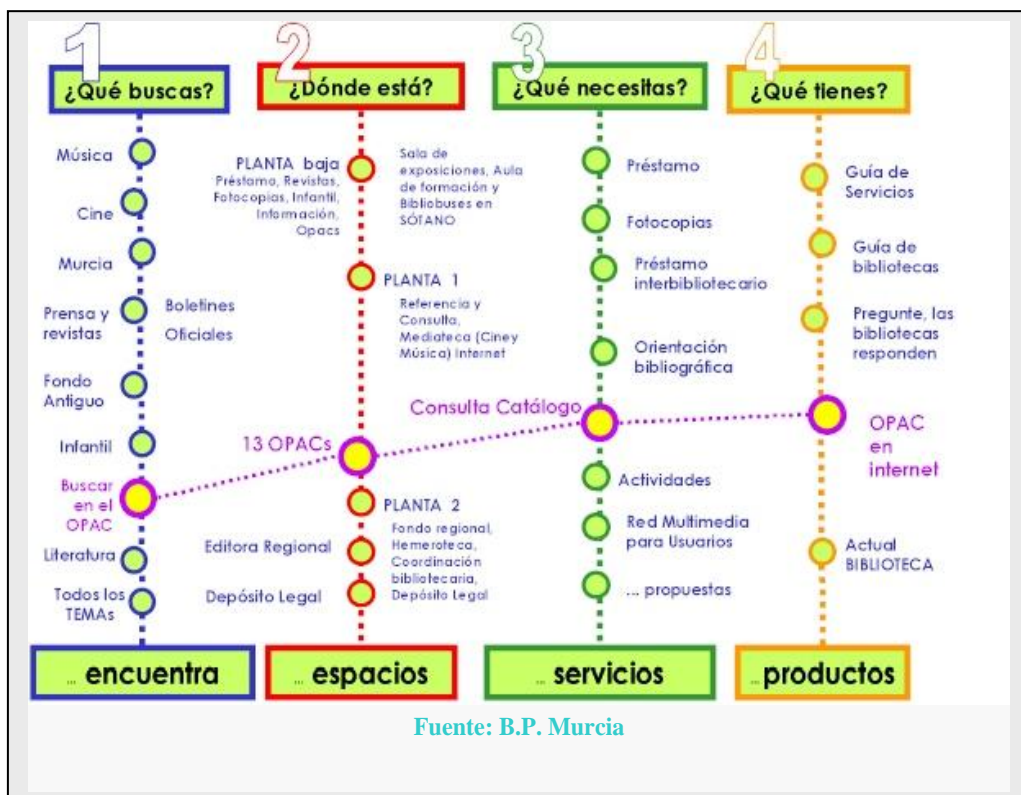 1
¿Qué buscas?
Música
Cine
Murcia
Prensa y
revistas
Boletines
Oficiales
Fondo
Antiguo
Infantil
Buscar
en el
OPAC
Literatura
Todos los
TEMAs
... encuentra
2
¿Dónde está?
PLANTA baja
Préstamo, Revistas,
Fotocopias, Infantil,
Información,
Opacs
Sala de
exposiciones, Aula
de formación y
Bibliobuses en
SÓTANO
PLANTA 1
Referencia y
Consulta,
Mediateca (Cine y
Música) Internet
13 OPACs
PLANTA 2
Fondo regional,
Hemeroteca,
Coordinación
bibliotecaria,
Depósito Legal
Editora Regional
Depósito Legal
... espacios
3
¿Qué necesitas?
Préstamo
Fotocopias
Préstamo
interbibliotecario
Orientación
bibliográfica
Consulta Catálogo
Actividades
Red Multimedia
para Usuarios
... propuestas
... servicios
4
¿Qué tienes?
Guía de
Servicios
Guía de
bibliotecas
Pregunte, las
bibliotecas
responden
OPAC
en
internet
Actual
BIBLIOTECA
... productos
Fuente: B.P. Murcia